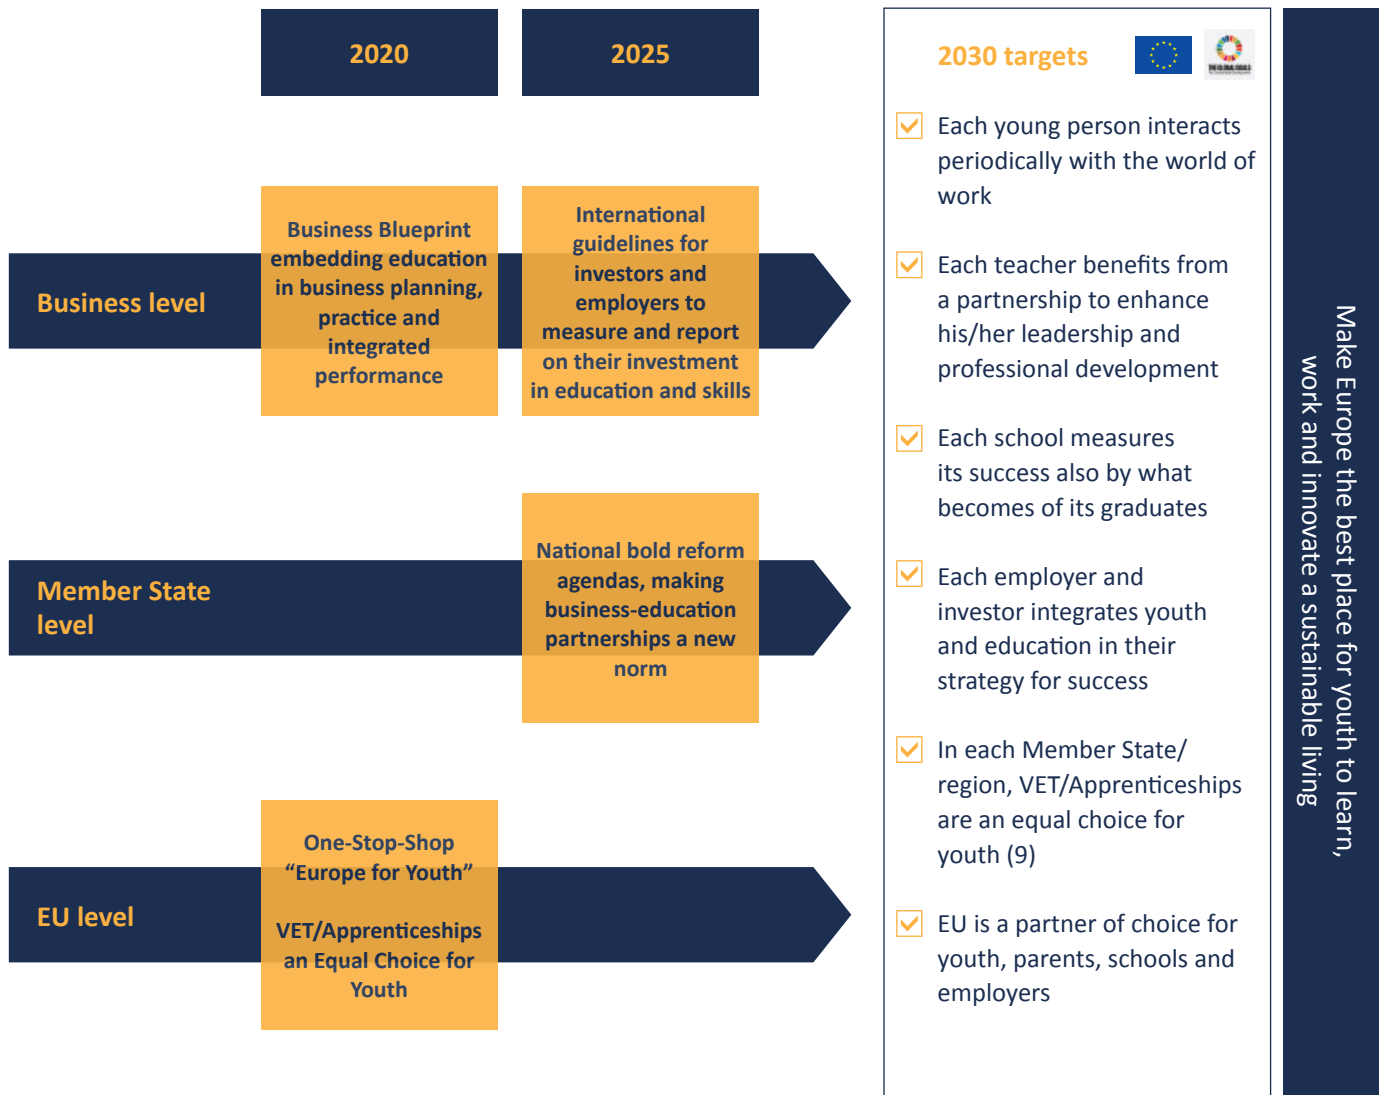 2020
2025
Business level
Business Blueprint
embedding education
in business planning,
practice and
integrated
performance
International
guidelines for
investors and
employers to
measure and report
on their investment
in education and skills
Member State
level
National bold reform
agendas, making
business-education
partnerships a new
norm
EU level
One-Stop-Shop
“Europe for Youth”
VET/Apprenticeships
an Equal Choice for
Youth
2030 targets
THE GLOBAL GOALS
Each young person interacts
periodically with the world of
work
Each teacher benefits from
a partnership to enhance
his/her leadership and
professional development
Each school measures
its success also by what
becomes of its graduates
Each employer and
investor integrates youth
and education in their
strategy for success
In each Member State/
region, VET/Apprenticeships
are an equal choice for
youth (9)
EU is a partner of choice for
youth, parents, schools and
employers
Make Europe the best place for youth to learn,
work and innovate a sustainable living